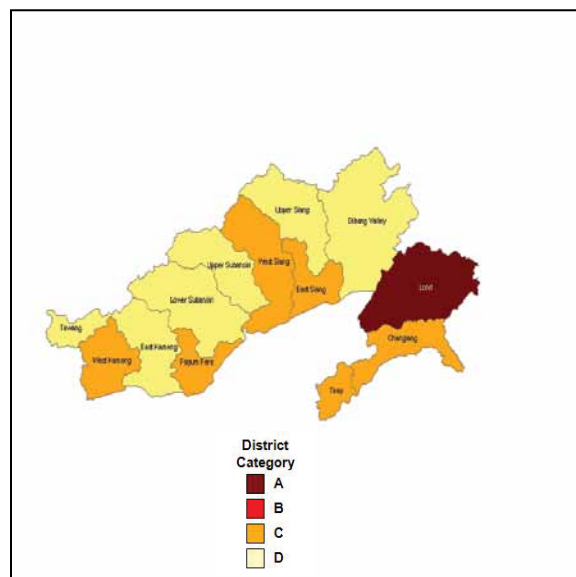 Upper Siang
Dibang Valley
West Siang
Upper Subansiri
East Siang
Lohit
Lower Subansiri
Tawang
Changlang
East Kameng
West Kameng
Papum Pare
Tirap
District
Category
A
B
C
D